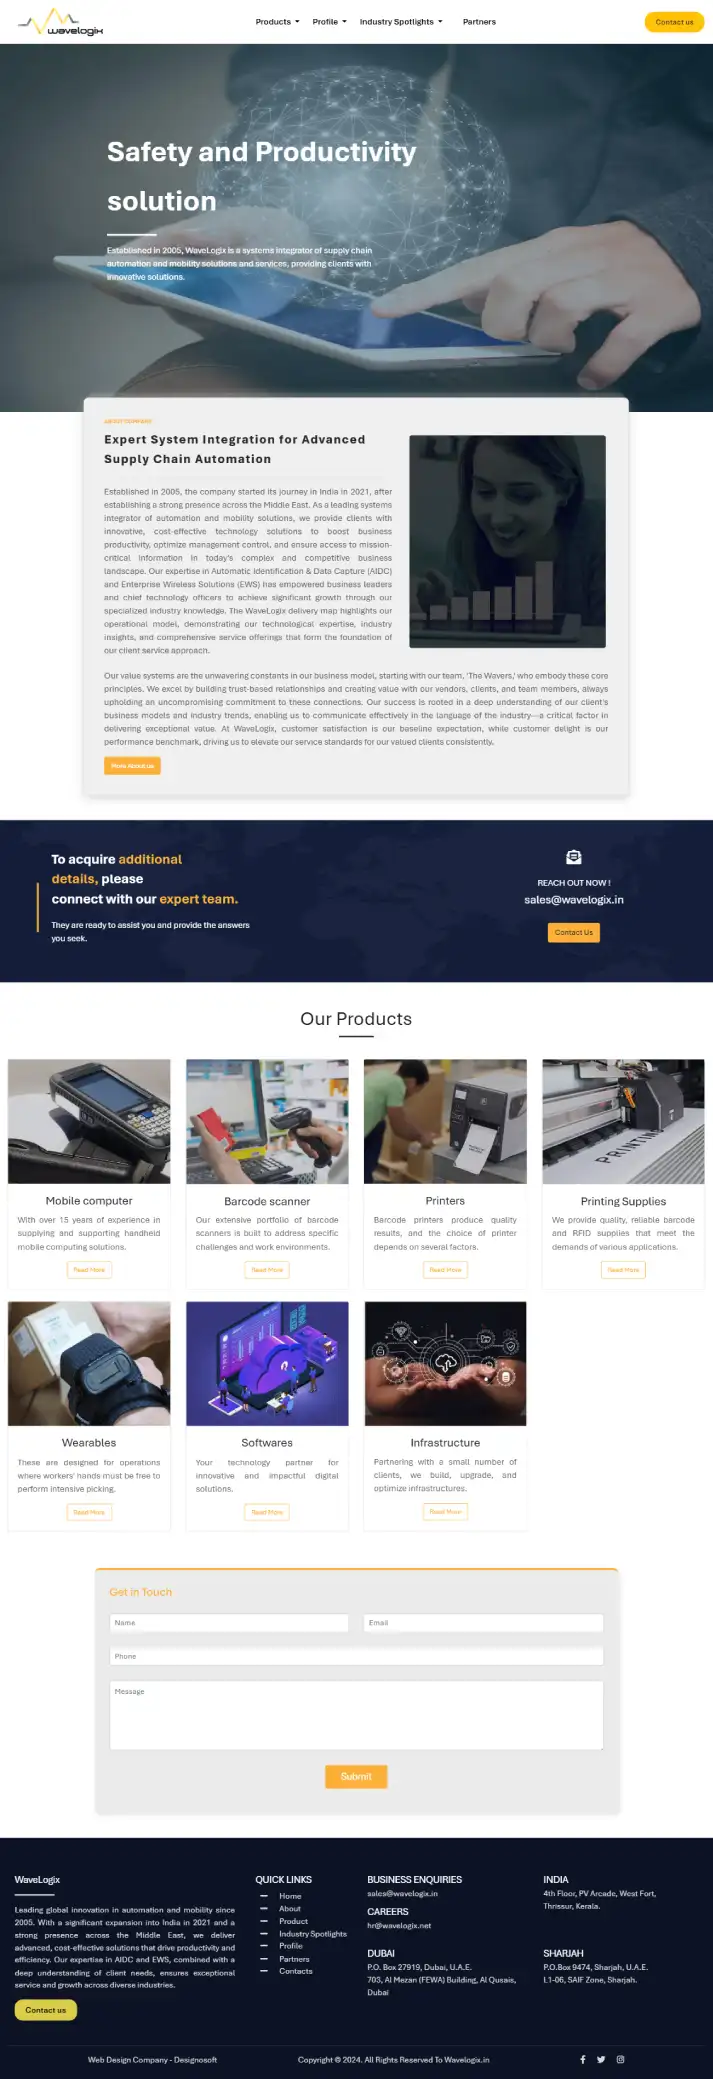 wavelogix
Products
Profile
Industry Spotlights
Partners
Contact us
Safety and Productivity
solution
Established in 2005, WaveLogix is a systems integrator of supply chain
automation and mobility solutions and services, providing clients with
innovative solutions.
Expert System Integration for Advanced
Supply Chain Automation
Established in 2005, the company started its journey in India in 2021, after
establishing a strong presence across the Middle East. As a leading systems
integrator of automation and mobility solutions, we provide clients with
innovative, cost-effective technology solutions to boost business
productivity, optimize management control, and ensure access to mission-
critical information in today's complex and competitive business
landscape. Our expertise in Automatic Identification & Data Capture (AIDC)
and Enterprise Wireless Solutions (EWS) has empowered business leaders
and chief technology officers to achieve significant growth through our
specialized industry knowledge. The WaveLogix delivery map highlights our
operational model, demonstrating our technological expertise, industry
insights, and comprehensive service offerings that form the foundation of
our client service approach.
Our value systems are the unwavering constants in our business model, starting with our team, 'The Wavers,' who embody these core
principles. We excel by building trust-based relationships and creating value with our vendors, clients, and team members, always
upholding an uncompromising commitment to these connections. Our success is rooted in a deep understanding of our client's
business models and industry trends, enabling us to communicate effectively in the language of the industry—a critical factor in
delivering exceptional value. At WaveLogix, customer satisfaction is our baseline expectation, while customer delight is our
performance benchmark, driving us to elevate our service standards for our valued clients consistently.
More About us
To acquire additional
details, please
connect with our expert team.
They are ready to assist you and provide the answers
you seek.
REACH OUT NOW !
sales@wavelogix.in
Contact Us
Our Products
PRINTING
Mobile computer
With over 15 years of experience in
supplying and supporting handheld
mobile computing solutions.
Read More
Barcode scanner
Our extensive portfolio of barcode
scanners is built to address specific
challenges and work environments.
Read More
Printers
Barcode printers produce quality
results, and the choice of printer
depends on several factors.
Read More
Printing Supplies
We provide quality, reliable barcode
and RFID supplies that meet the
demands of various applications.
Read More
Wearables
These are designed for operations
where workers' hands must be free to
perform intensive picking.
Read More
Softwares
Your technology partner for
innovative and impactful digital
solutions.
Read More
Infrastructure
Partnering with a small number of
clients, we build, upgrade, and
optimize infrastructures.
Read More
Get in Touch
Name
Email
Phone
Message
Submit
WaveLogix
Leading global innovation in automation and mobility since
2005. With a significant expansion into India in 2021 and a
strong presence across the Middle East, we deliver
advanced, cost-effective solutions that drive productivity and
efficiency. Our expertise in AIDC and EWS, combined with a
deep understanding of client needs, ensures exceptional
service and growth across diverse industries.
Contact us
QUICK LINKS
Home
About
Product
Industry Spotlights
Profile
Partners
Contacts
BUSINESS ENQUIRIES
sales@wavelogix.in
CAREERS
hr@wavelogix.net
DUBAI
P.O. Box 27919, Dubai, U.A.E.
703, Al Mezan (FEWA) Building, Al Qusais,
Dubai
INDIA
4th Floor, PV Arcade, West Fort,
Thrissur, Kerala.
SHARJAH
P.O.Box 9474, Sharjah, U.A.E.
L1-06, SAIF Zone, Sharjah.
Web Design Company - Designosoft
Copyright © 2024. All Rights Reserved To Wavelogix.in